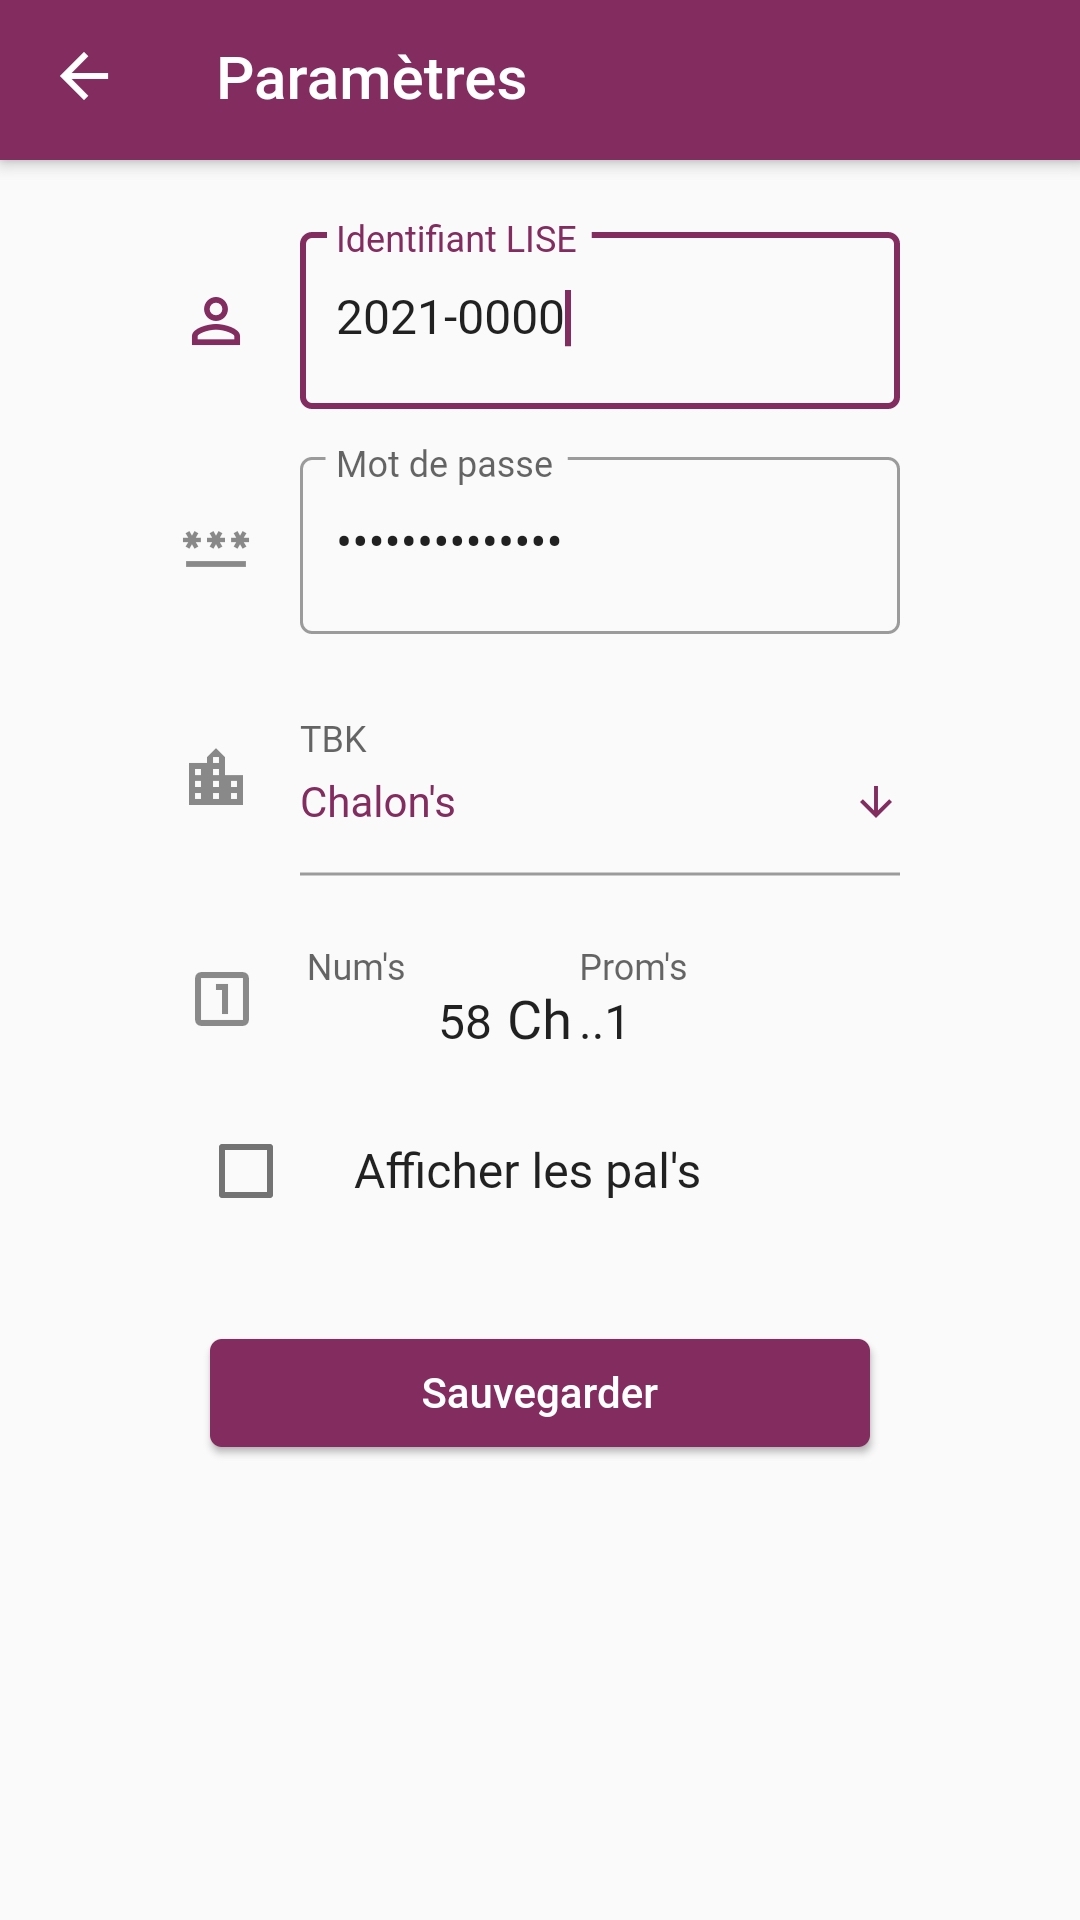 Paramètres
Identifiant LISE
2021-0000
Mot de passe
••••••••••••••
TBK
Chalon's
Num's Prom's
1 58 Ch ..1
Afficher les pal's
Sauvegarder